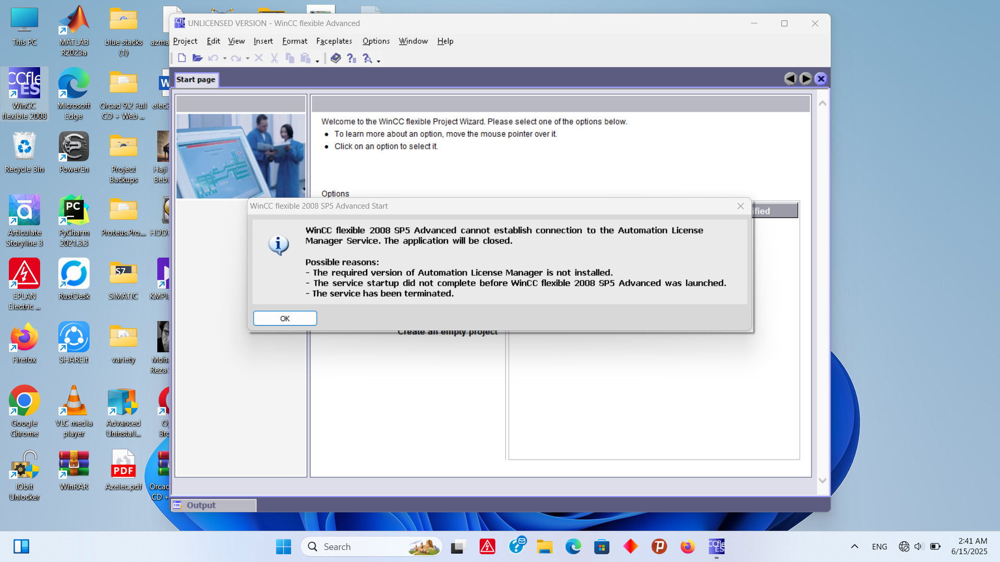 This PC
MATLAB
R2023a
blue stacks
(1)
WinCC
flexible 2008
Microsoft
Edge
Orcad 9.2 Full
CD + Web ...
elec2
Recycle Bin
PowerEn
Project
Backups
Haji
Bebi
Articulate
Storyline 3
PyCharm
2021.3.3
Proteus.Pro....
EPLAN
Electric ...
RustDesk
SIMATIC
KMPla
Firefox
SHAREit
variety
Moha
Reza
Google
Chrome
VLC media
player
Advanced
Uninstall...
IObit
Unlocker
WinRAR
PDF
Azelec.pdf
Orcad
CD +
CCfle
ES
PC
S7
UNLICENSED VERSION - WinCC flexible Advanced
Project Edit View Insert Format Faceplates Options Window Help
Start page
Welcome to the WinCC flexible Project Wizard. Please select one of the options below.
• To learn more about an option, move the mouse pointer over it.
• Click on an option to select it.
Options
ified
WinCC flexible 2008 SP5 Advanced Start
WinCC flexible 2008 SP5 Advanced cannot establish connection to the Automation License
Manager Service. The application will be closed.
Possible reasons:
- The required version of Automation License Manager is not installed.
- The service startup did not complete before WinCC flexible 2008 SP5 Advanced was launched.
- The service has been terminated.
OK
Create an empty project
Output
Search
ENG
2:41 AM
6/15/2025